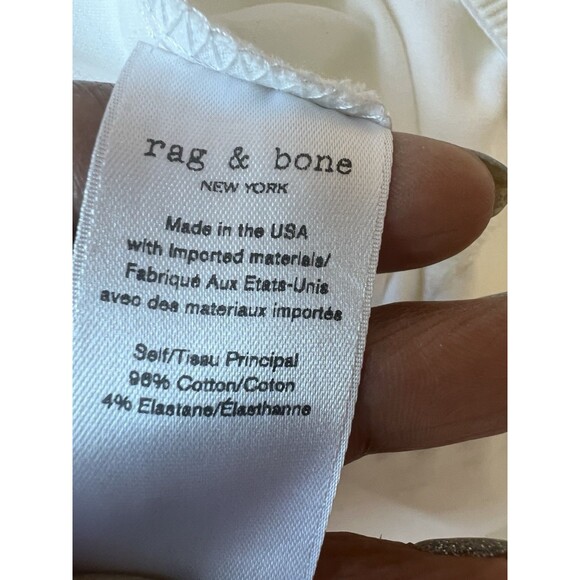 rag & bone
NEW YORK
Made in the USA
with Imported materials/
Fabriqué Aux Etats-Unis
avec des materiaux importés
Self/Tissu Principal
96% Cotton/Coton
4% Elastane/Élasthanne